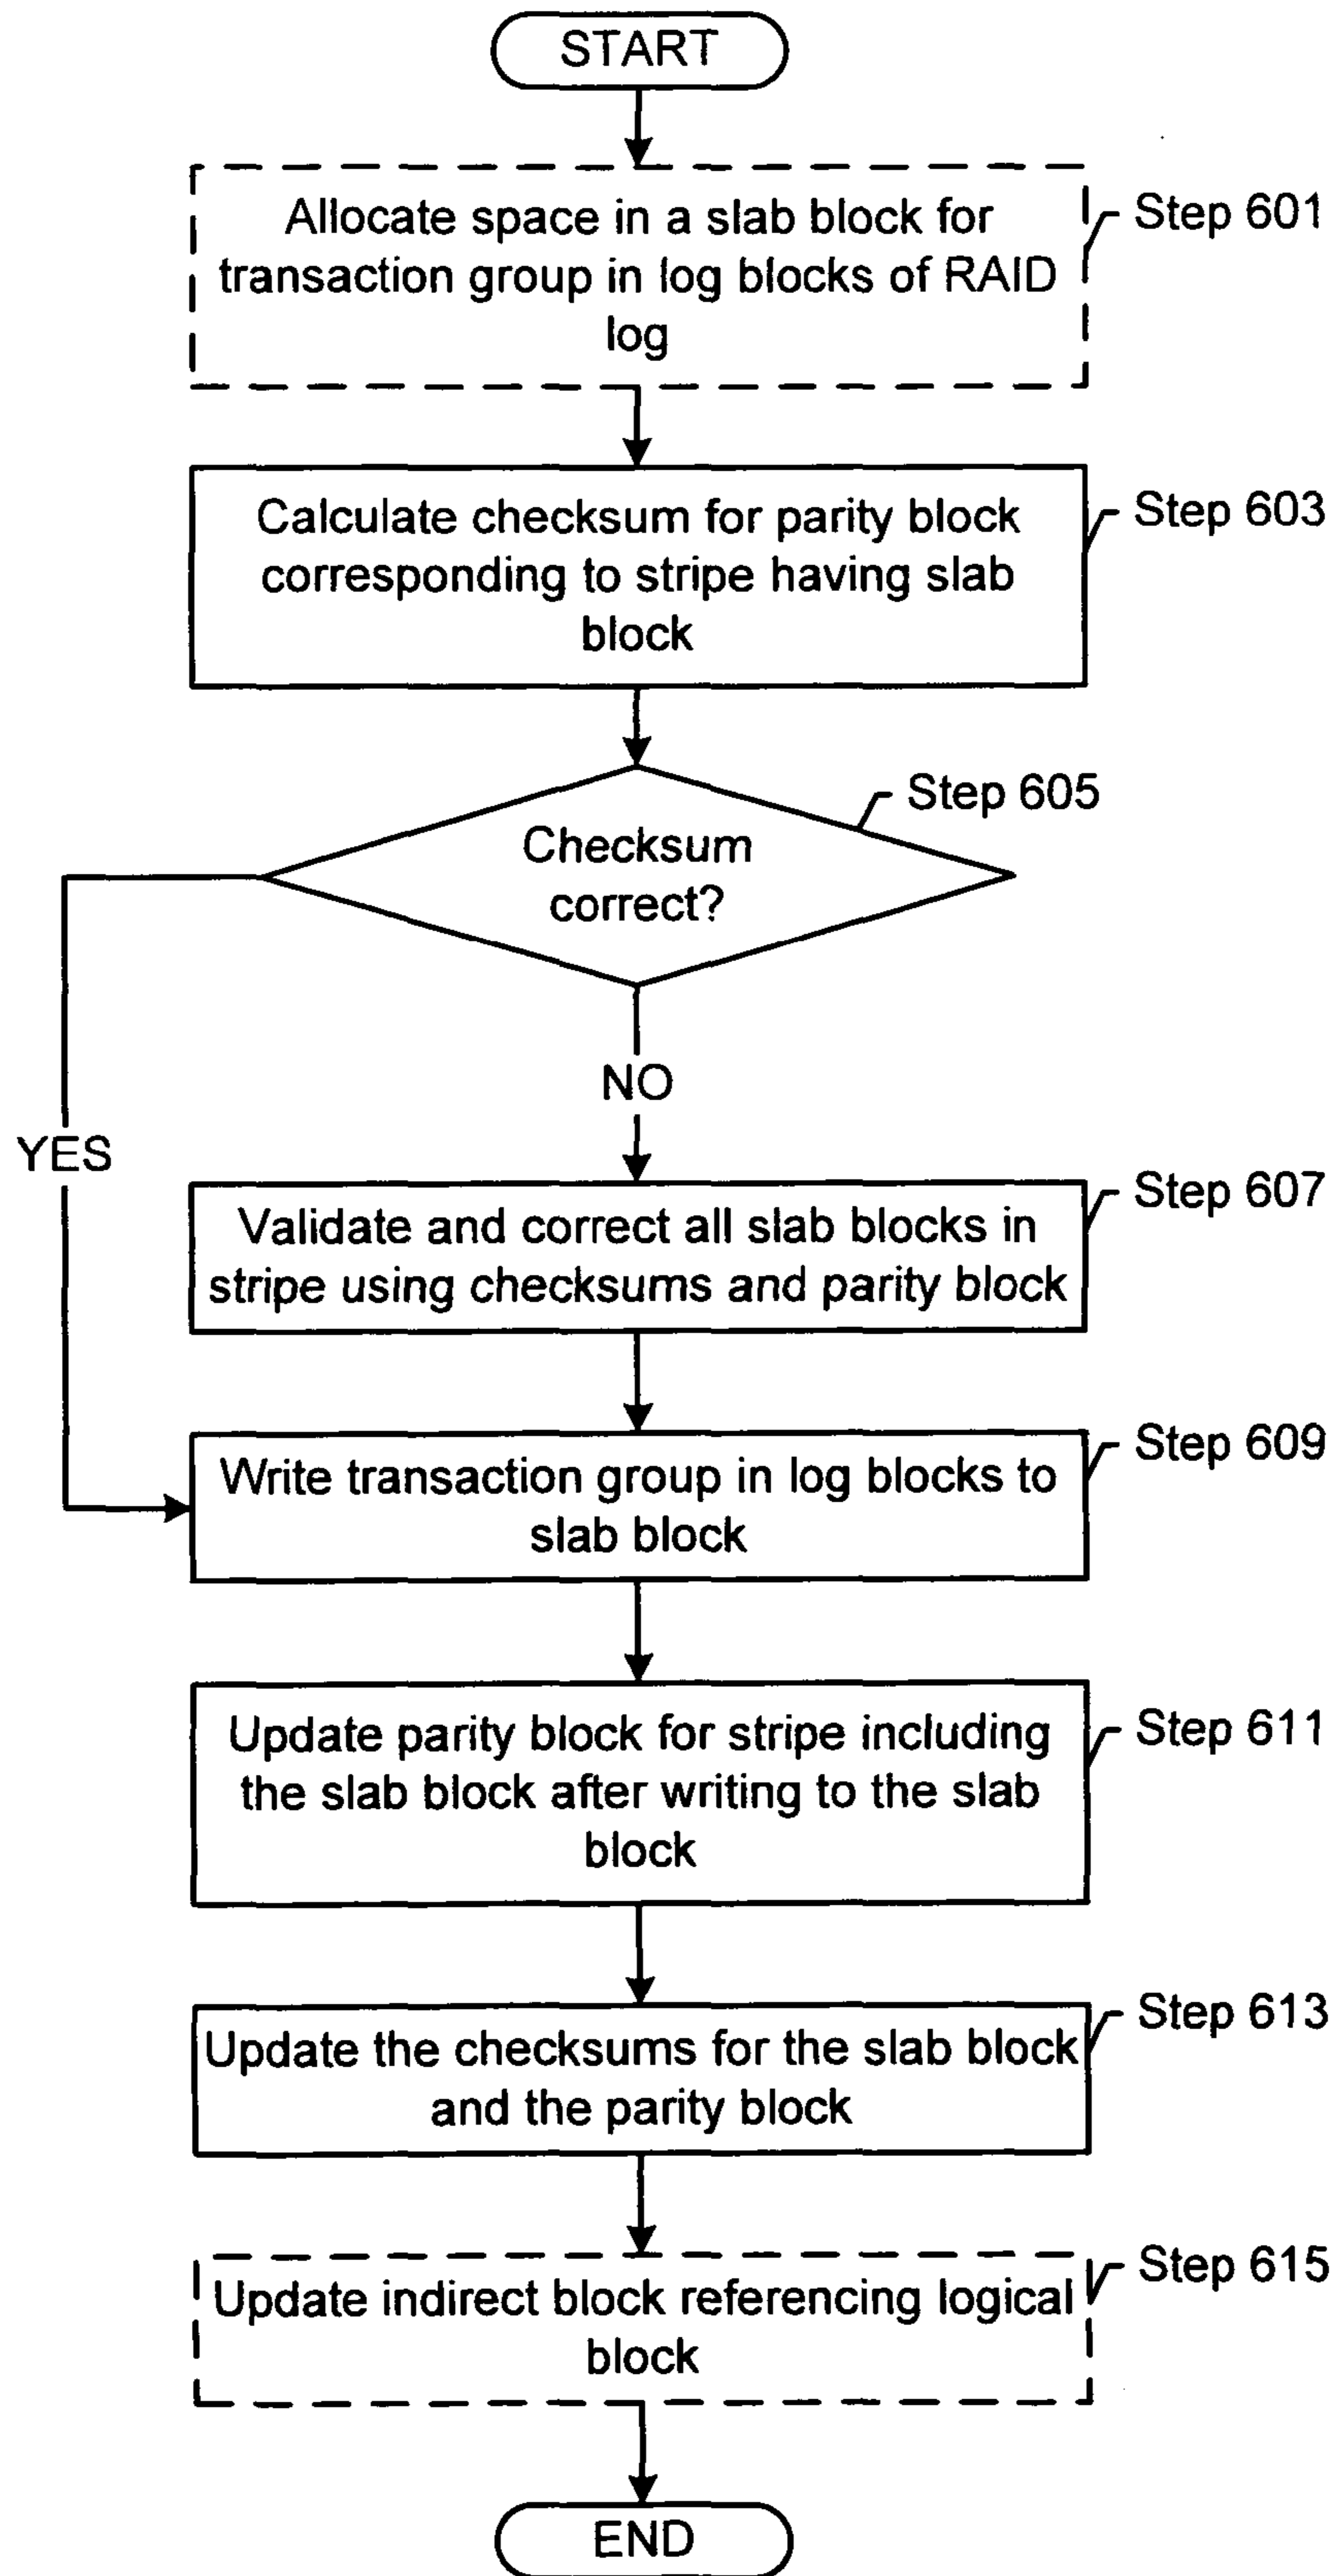 START
Allocate space in a slab block for
transaction group in log blocks of RAID
log
Step 601
Calculate checksum for parity block
corresponding to stripe having slab
block
Step 603
Step 605
Checksum
correct?
NO
YES
Validate and correct all slab blocks in
stripe using checksums and parity block
Step 607
Write transaction group in log blocks to
slab block
Step 609
Update parity block for stripe including
the slab block after writing to the slab
block
Step 611
Update the checksums for the slab block
and the parity block
Step 613
Update indirect block referencing logical
block
Step 615
END